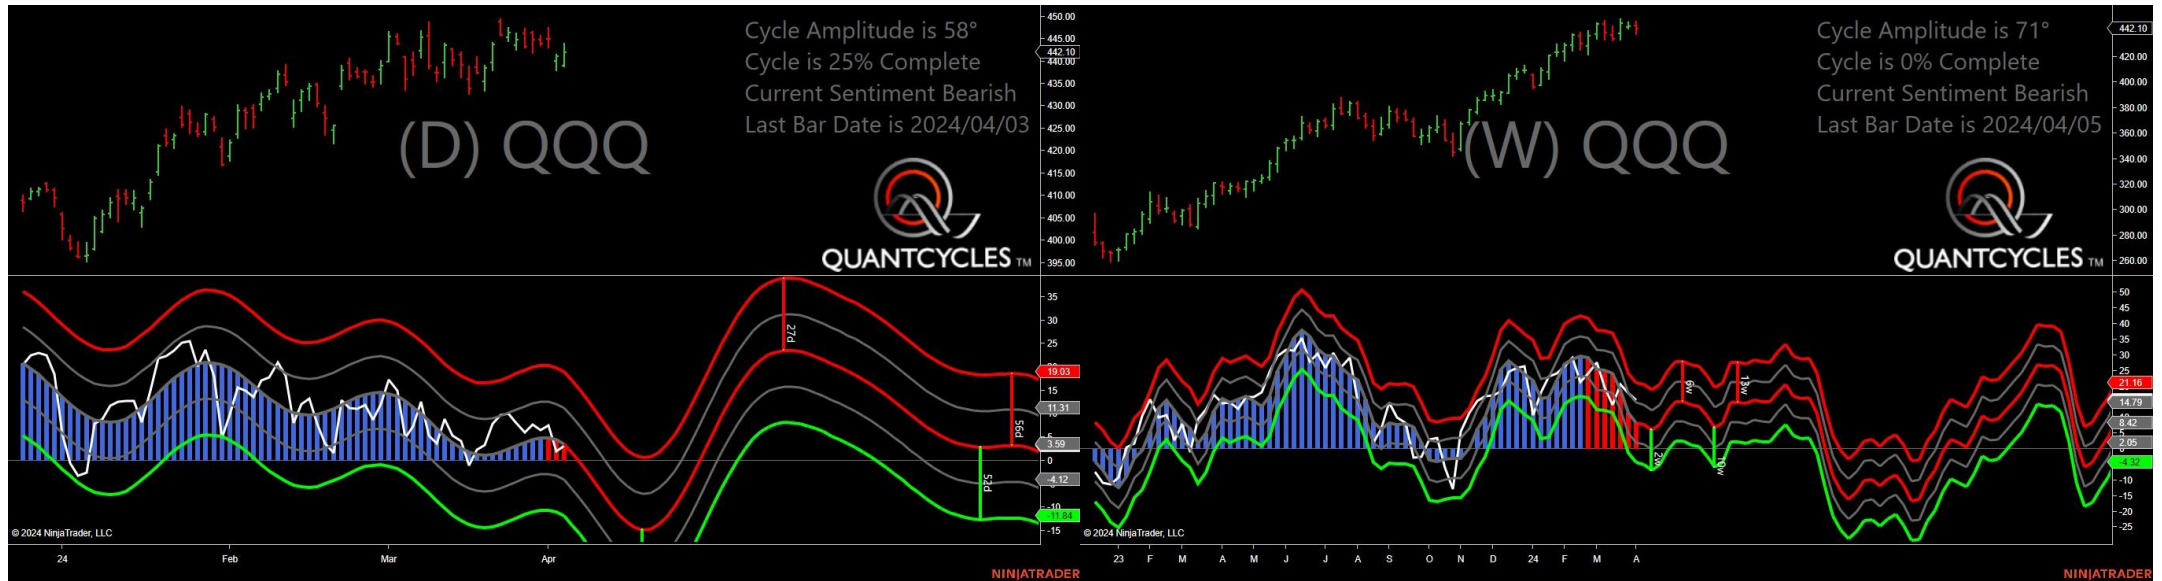 Cycle Amplitude is 58°
Cycle is 25% Complete
Current Sentiment Bearish
Last Bar Date is 2024/04/03
(D) QQQ
QUANTCYCLES TM
450.00
445.00
442.10
440.00
435.00
430.00
425.00
420.00
415.00
410.00
405.00
400.00
395.00
35
30
25
19.03
15
11.31
5
3.59
0
-4.12
-10
-11.84
-15
27d
56d
52d
© 2024 NinjaTrader, LLC
24
Feb
Mar
Apr
NINJATRADER
Cycle Amplitude is 71°
Cycle is 0% Complete
Current Sentiment Bearish
Last Bar Date is 2024/04/05
(W) QQQ
QUANTCYCLES TM
442.10
420.00
400.00
380.00
360.00
340.00
320.00
300.00
280.00
260.00
50
45
40
35
30
25
21.16
14.79
8.42
5
2.05
-4.32
-10
-15
-20
-25
6w
13w
2w
10w
© 2024 NinjaTrader, LLC
23
F
M
A
M
J
J
A
S
O
N
D
24
F
M
A
NINJATRADER